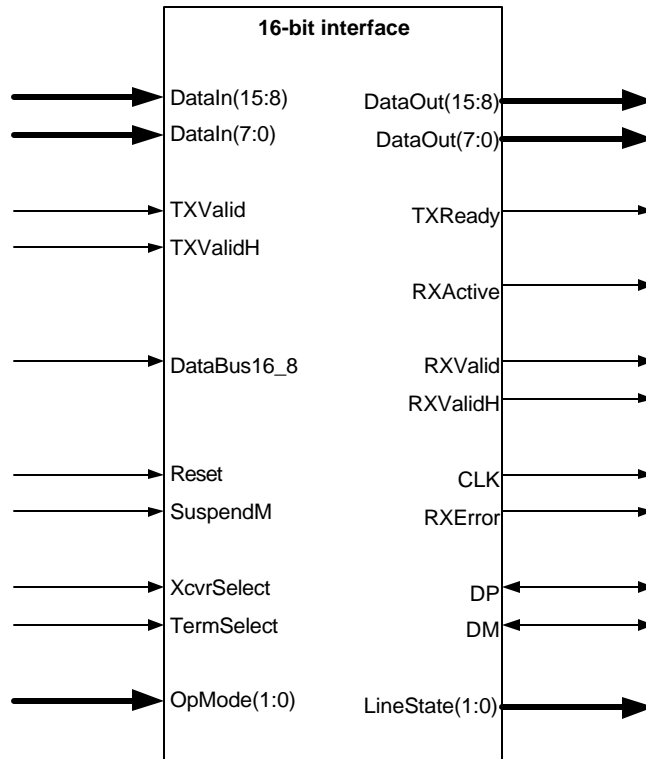 16-bit interface
DataIn(15:8)
DataOut(15:8)
DataIn(7:0)
DataOut(7:0)
TXValid
TXReady
TXValidH
RXActive
DataBus16_8
RXValid
RXValidH
Reset
CLK
SuspendM
RXError
XcvrSelect
DP
TermSelect
DM
OpMode(1:0)
LineState(1:0)